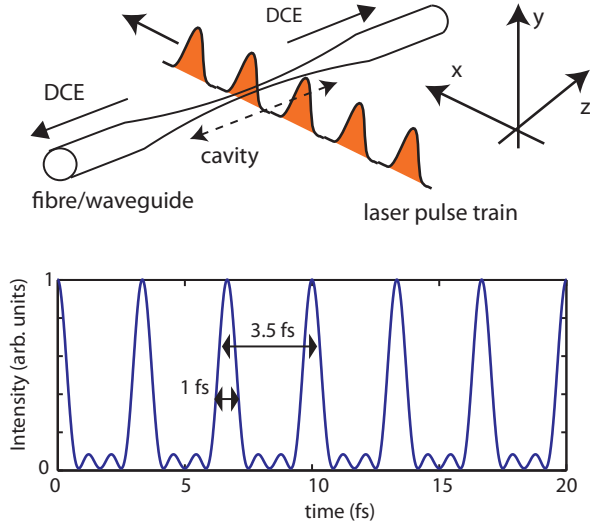 DCE
y
x
DCE
z
cavity
fibre/waveguide
laser pulse train
1
3.5 fs
1 fs
Intensity (arb. units)
0
0 5 10 15 20
time (fs)